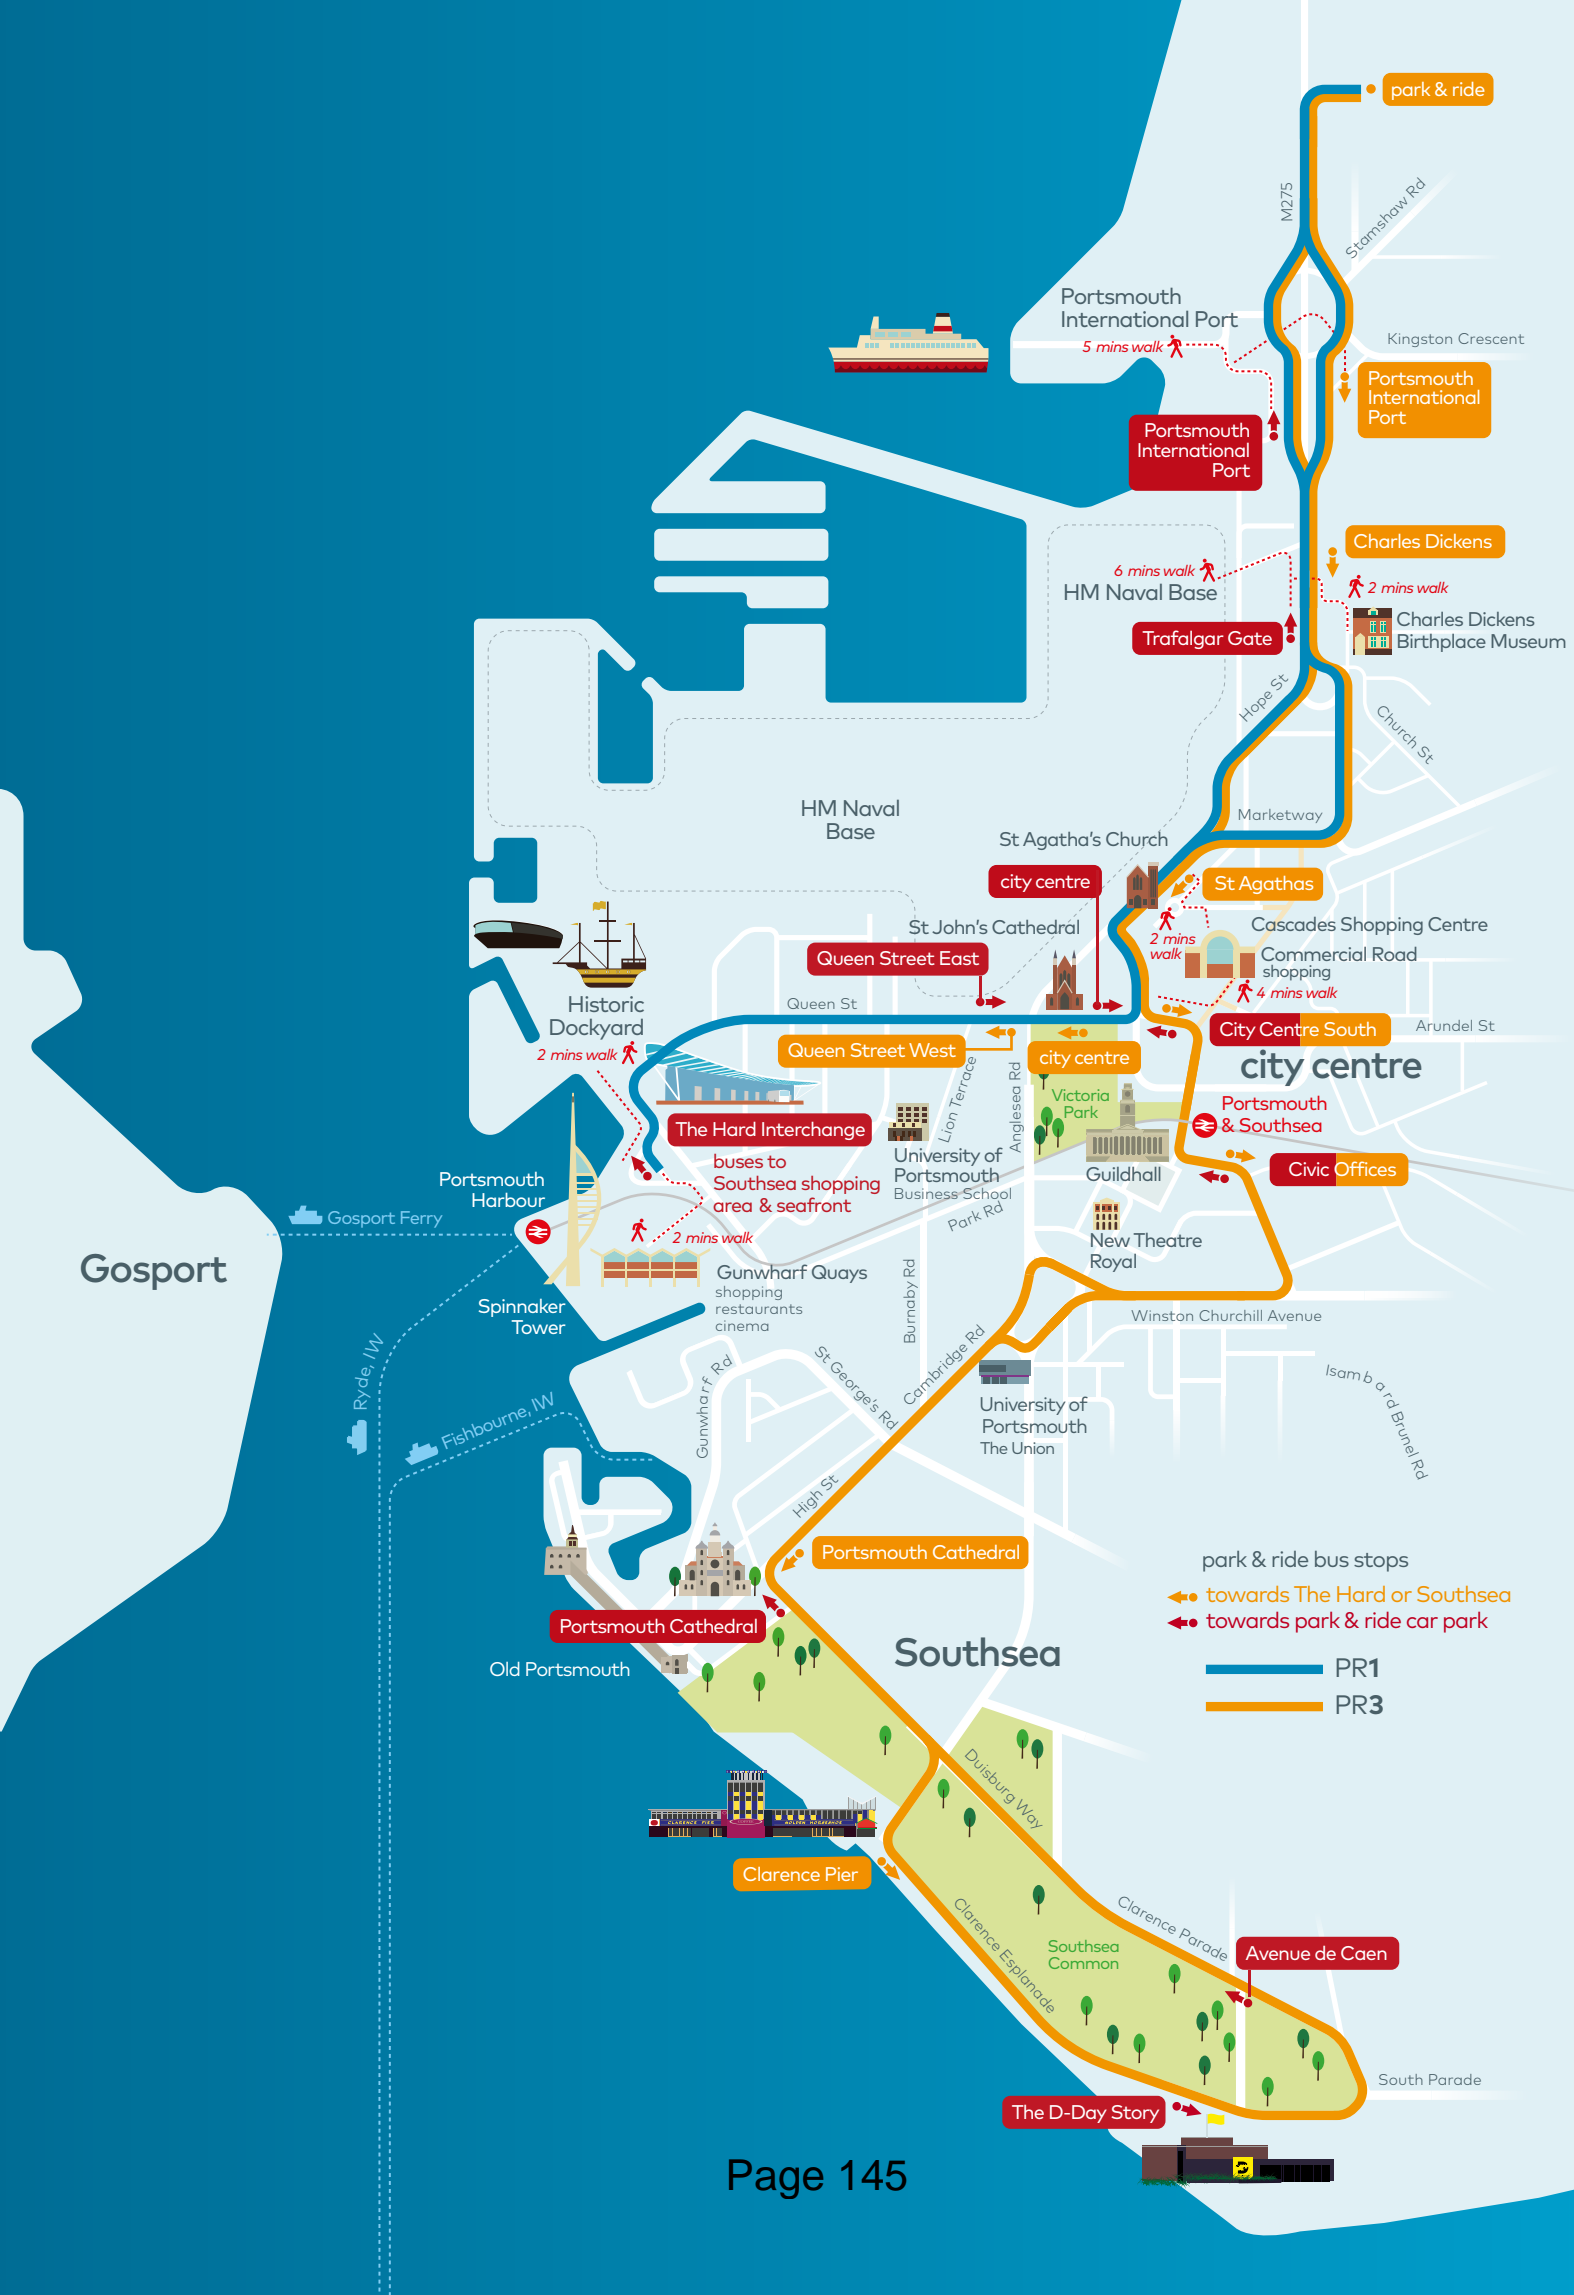 park & ride
M275
Stamshaw Rd
Portsmouth
International Port
5 mins walk
Kingston Crescent
Portsmouth
International
Port
Portsmouth
International
Port
Charles Dickens
6 mins walk
HM Naval Base
2 mins walk
Charles Dickens
Birthplace Museum
Trafalgar Gate
Hope St
Church St
HM Naval
Base
Marketway
St Agatha's Church
city centre
St Agathas
St John's Cathedral
2 mins
walk
Cascades Shopping Centre
Commercial Road
shopping
4 mins walk
Queen Street East
Historic
Dockyard
Queen St
2 mins walk
Queen Street West
city centre
City Centre South
Arundel St
city centre
Lion Terrace
Anglesea Rd
Victoria
Park
Portsmouth
& Southsea
The Hard Interchange
buses to
Southsea shopping
area & seafront
University of
Portsmouth
Business School
Guildhall
Civic Offices
Portsmouth
Harbour
Gosport Ferry
2 mins walk
Park Rd
New Theatre
Royal
Gosport
Gunwharf Quays
shopping
restaurants
cinema
Burnaby Rd
Spinnaker
Tower
Winston Churchill Avenue
Ryde, IW
Fishbourne, IW
Gunwharf Rd
St George's Rd
Cambridge Rd
Isambard Brunel Rd
University of
Portsmouth
The Union
High St
Portsmouth Cathedral
park & ride bus stops
towards The Hard or Southsea
towards park & ride car park
PR1
PR3
Portsmouth Cathedral
Old Portsmouth
Southsea
Duisburg Way
CLARENCE PIER
GOLDEN HORSESHOE
Clarence Pier
Clarence Esplanade
Clarence Parade
Southsea
Common
Avenue de Caen
South Parade
The D-Day Story
Page 145